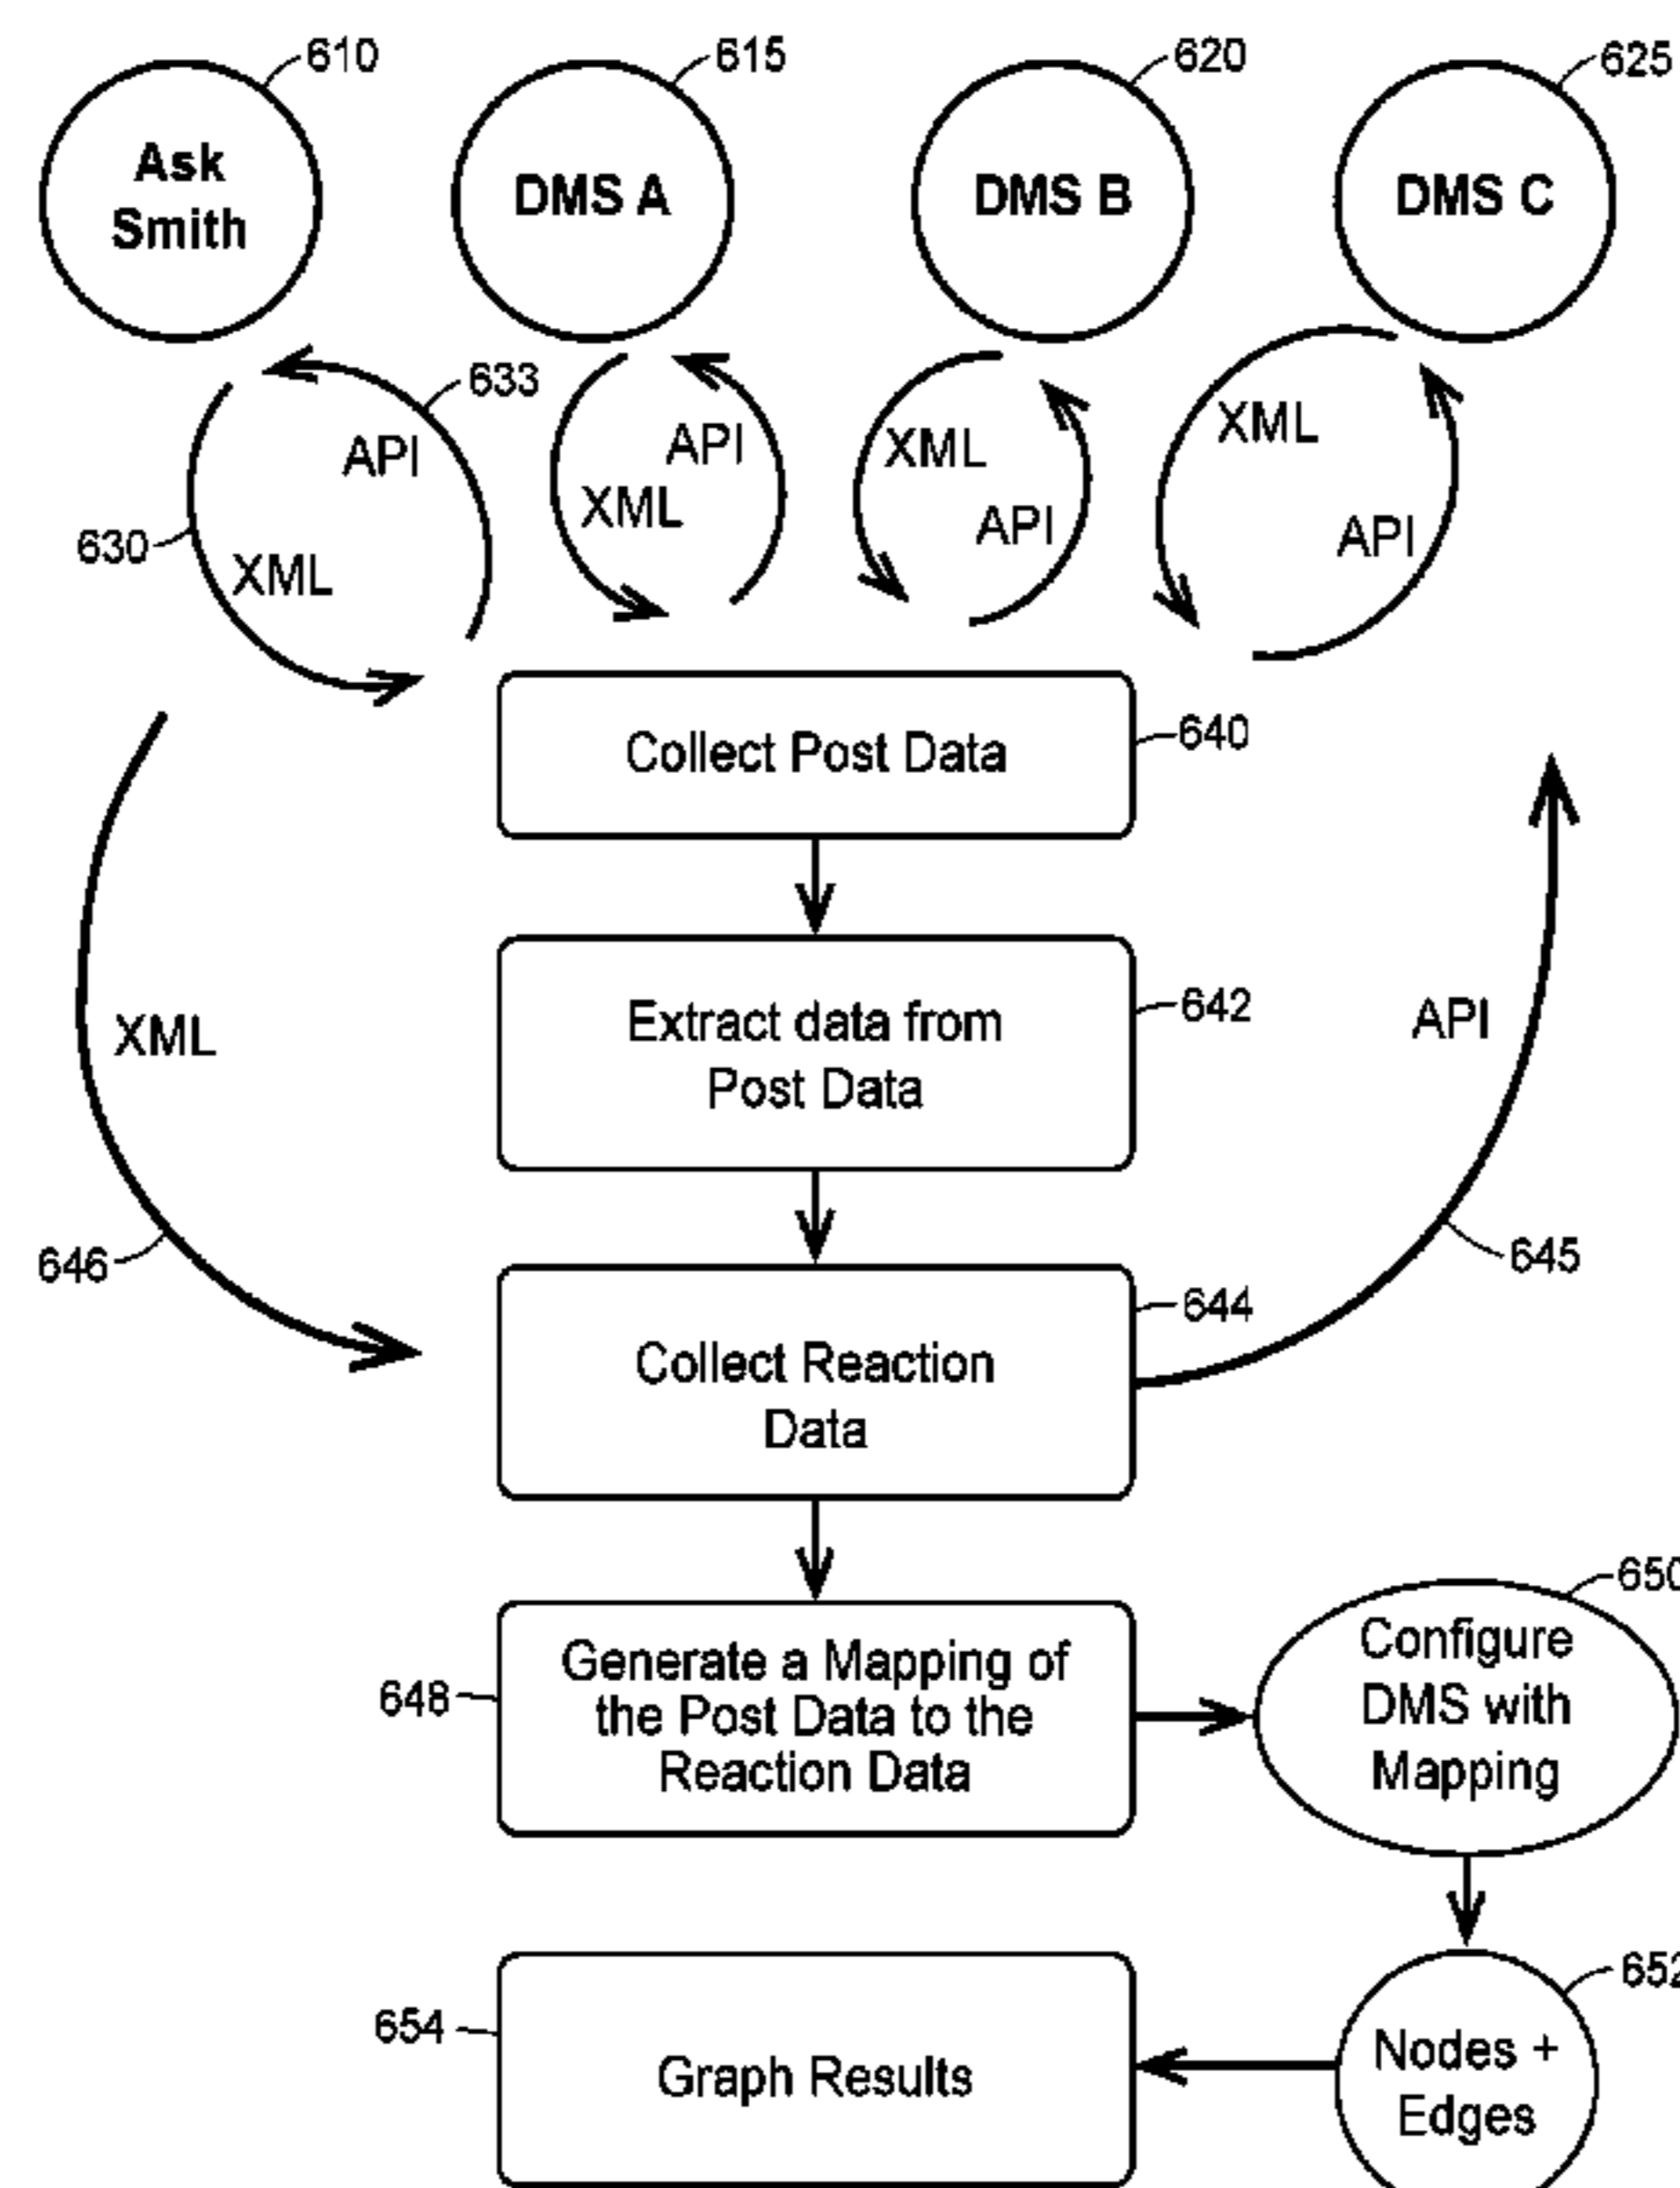 610
615
620
625
Ask
Smith
DMS A
DMS B
DMS C
633
API
XML
630
API
XML
XML
API
XML
API
Collect Post Data
640
Extract data from
Post Data
642
XML
API
646
645
Collect Reaction
Data
644
Generate a Mapping of
the Post Data to the
Reaction Data
648
650
Configure
DMS with
Mapping
652
Nodes +
Edges
654
Graph Results